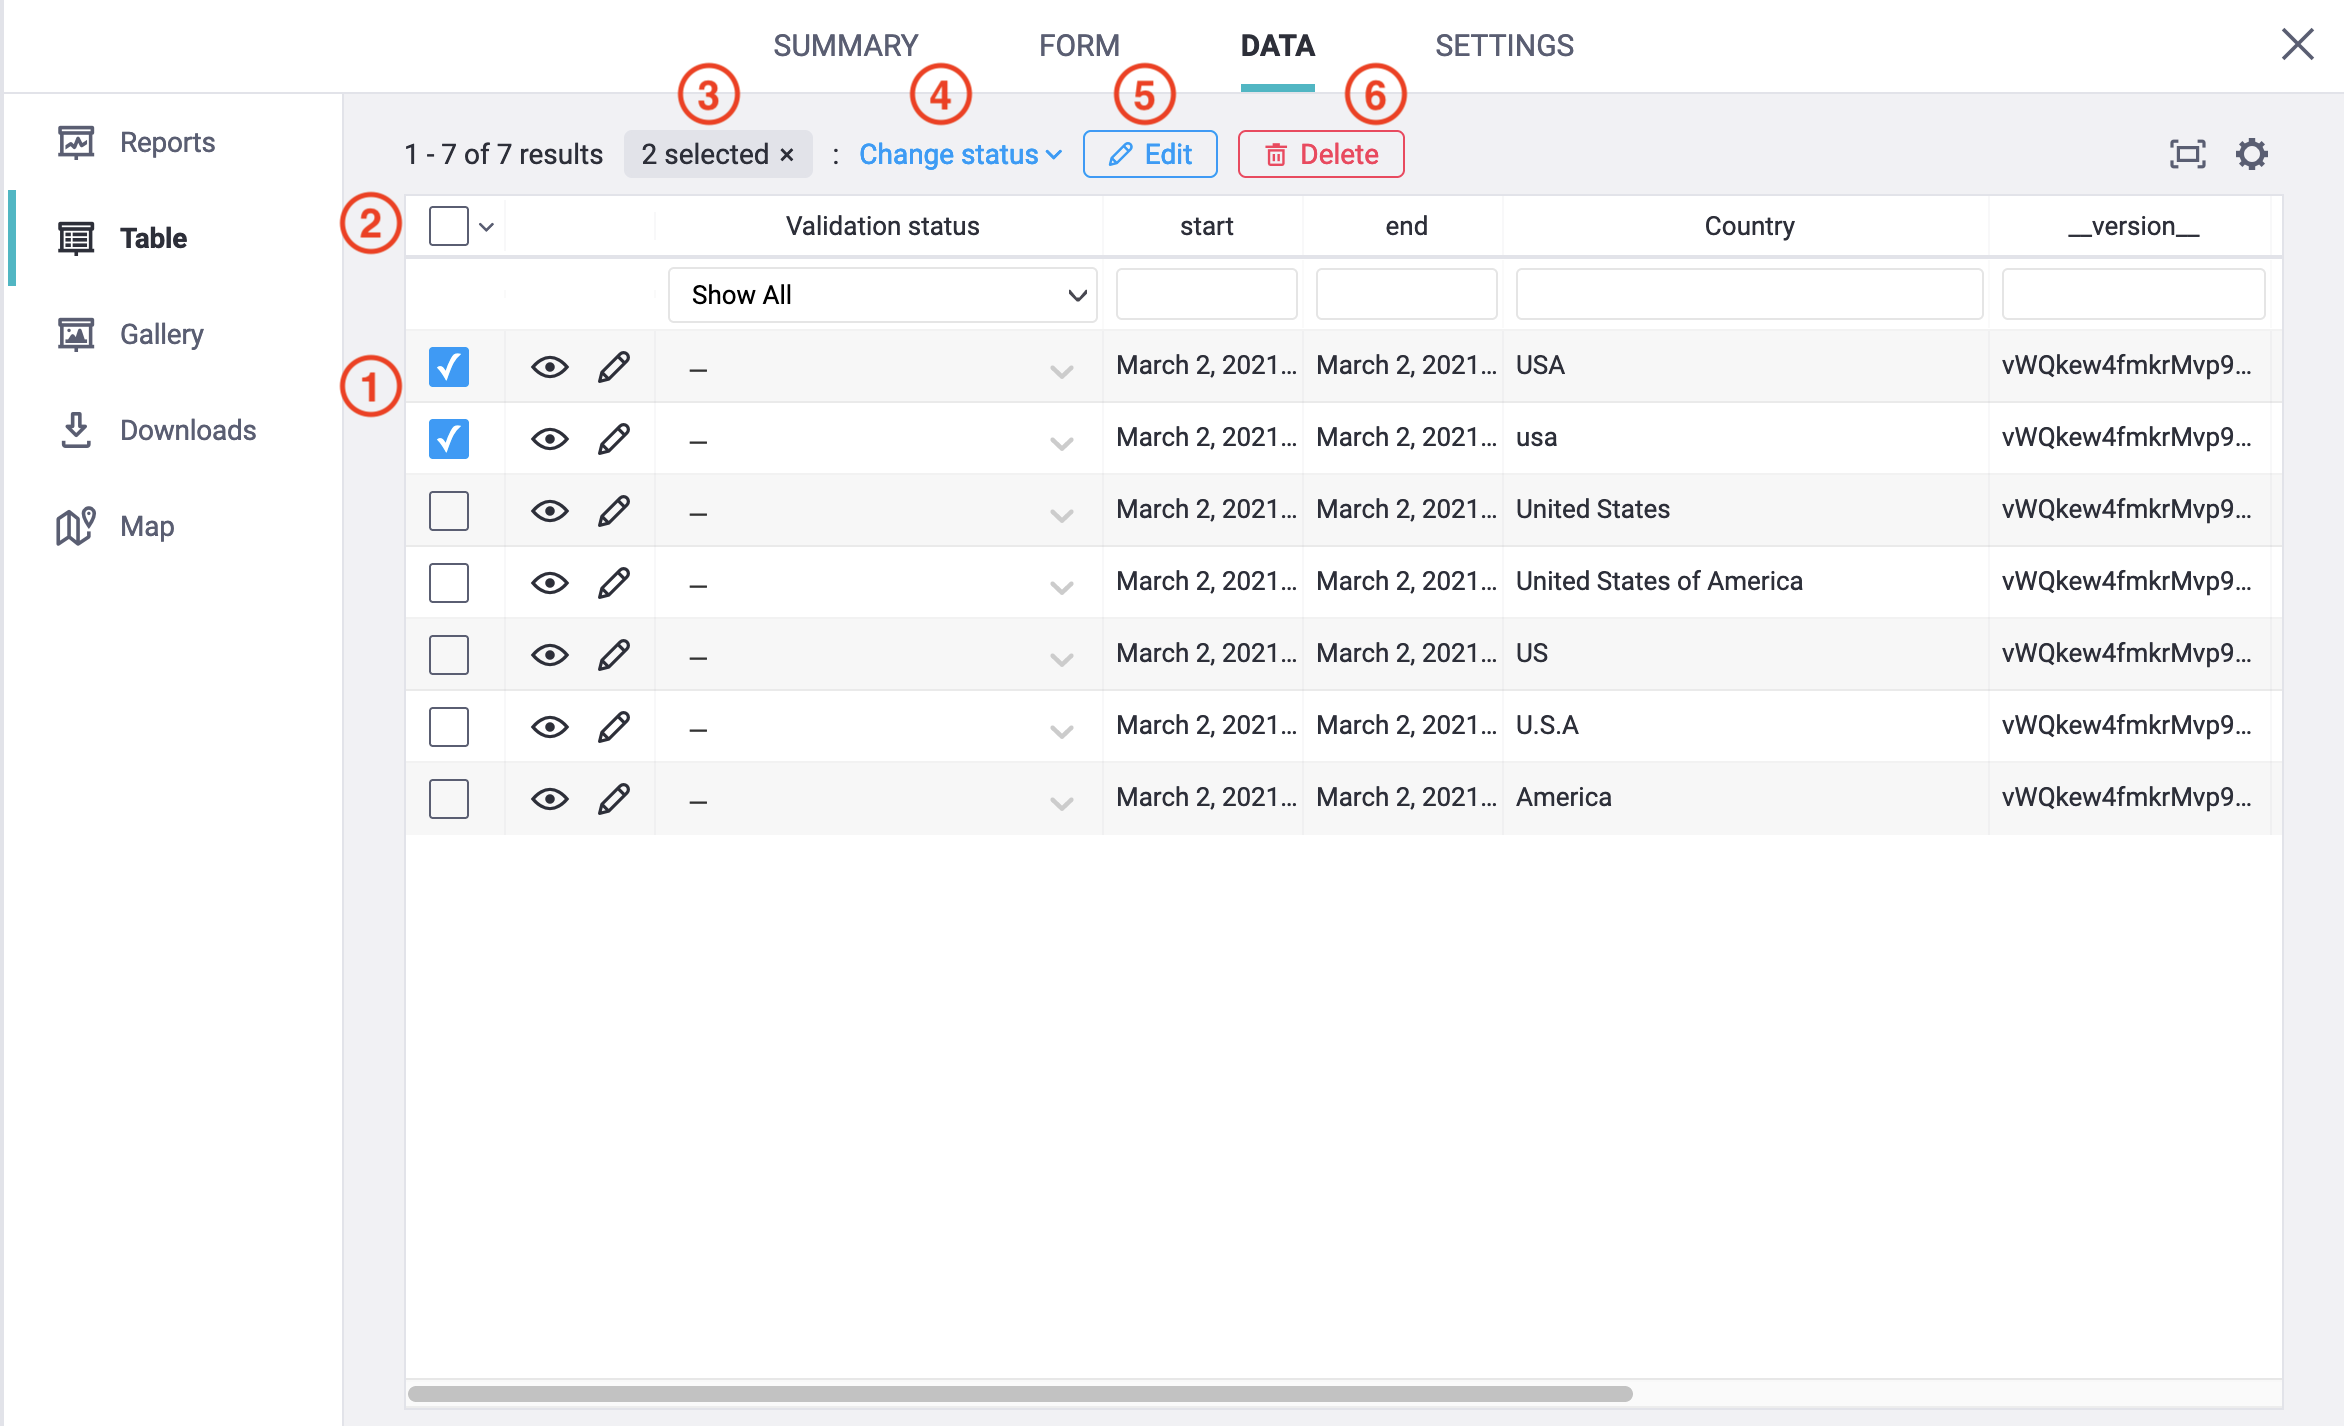 SUMMARY FORM DATA SETTINGS
3 4 5 6
Reports
1 - 7 of 7 results 2 selected × : Change status Edit Delete
2 Validation status start end Country __version__
Table
Show All
Gallery
1 – March 2, 2021... March 2, 2021... USA vWQkew4fmkrMvp9...
Downloads
– March 2, 2021... March 2, 2021... usa vWQkew4fmkrMvp9...
– March 2, 2021... March 2, 2021... United States vWQkew4fmkrMvp9...
Map
– March 2, 2021... March 2, 2021... United States of America vWQkew4fmkrMvp9...
– March 2, 2021... March 2, 2021... US vWQkew4fmkrMvp9...
– March 2, 2021... March 2, 2021... U.S.A vWQkew4fmkrMvp9...
– March 2, 2021... March 2, 2021... America vWQkew4fmkrMvp9...